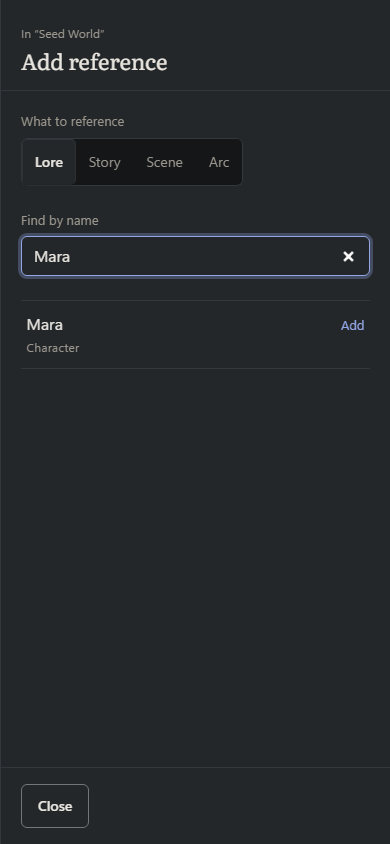 In “Seed World”
Add reference
What to reference
Lore Story Scene Arc
Find by name
Mara
Mara
Add
Character
Close